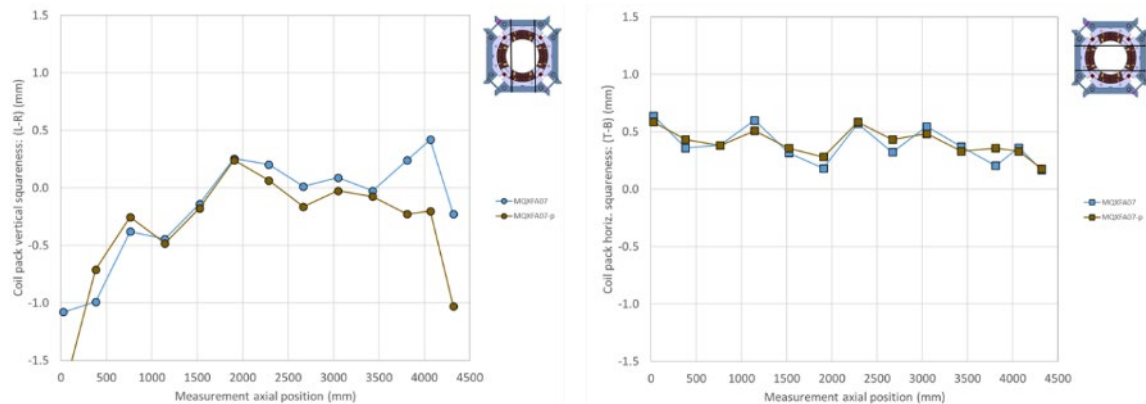 Coil pack vertical squareness: (L-R) (mm)
1.5
1.0
0.5
0.0
-0.5
-1.0
-1.5
0 500 1000 1500 2000 2500 3000 3500 4000 4500
Measurement axial position (mm)
MQXFA07
MQXFA07-p
Coil pack horiz. squareness: (T-B) (mm)
1.5
1.0
0.5
0.0
-0.5
-1.0
-1.5
0 500 1000 1500 2000 2500 3000 3500 4000 4500
Measurement axial position (mm)
MQXFA07
MQXFA07-p